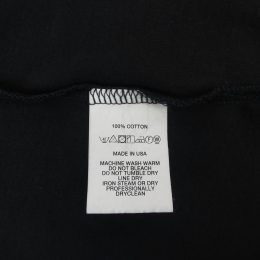 100% COTTON
MADE IN USA
MACHINE WASH WARM
DO NOT BLEACH
DO NOT TUMBLE DRY
LINE DRY
IRON STEAM OR DRY
PROFESSIONALLY
DRYCLEAN